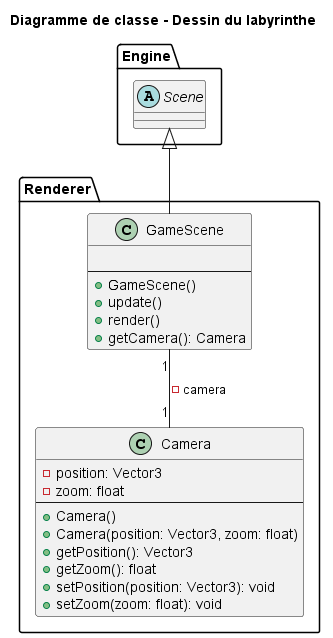 Diagramme de classe - Dessin du labyrinthe
Engine
A Scene
Renderer
C GameScene
GameScene()
update()
render()
getCamera(): Camera
1
camera
1
C Camera
position: Vector3
zoom: float
Camera()
Camera(position: Vector3, zoom: float)
getPosition(): Vector3
getZoom(): float
setPosition(position: Vector3): void
setZoom(zoom: float): void